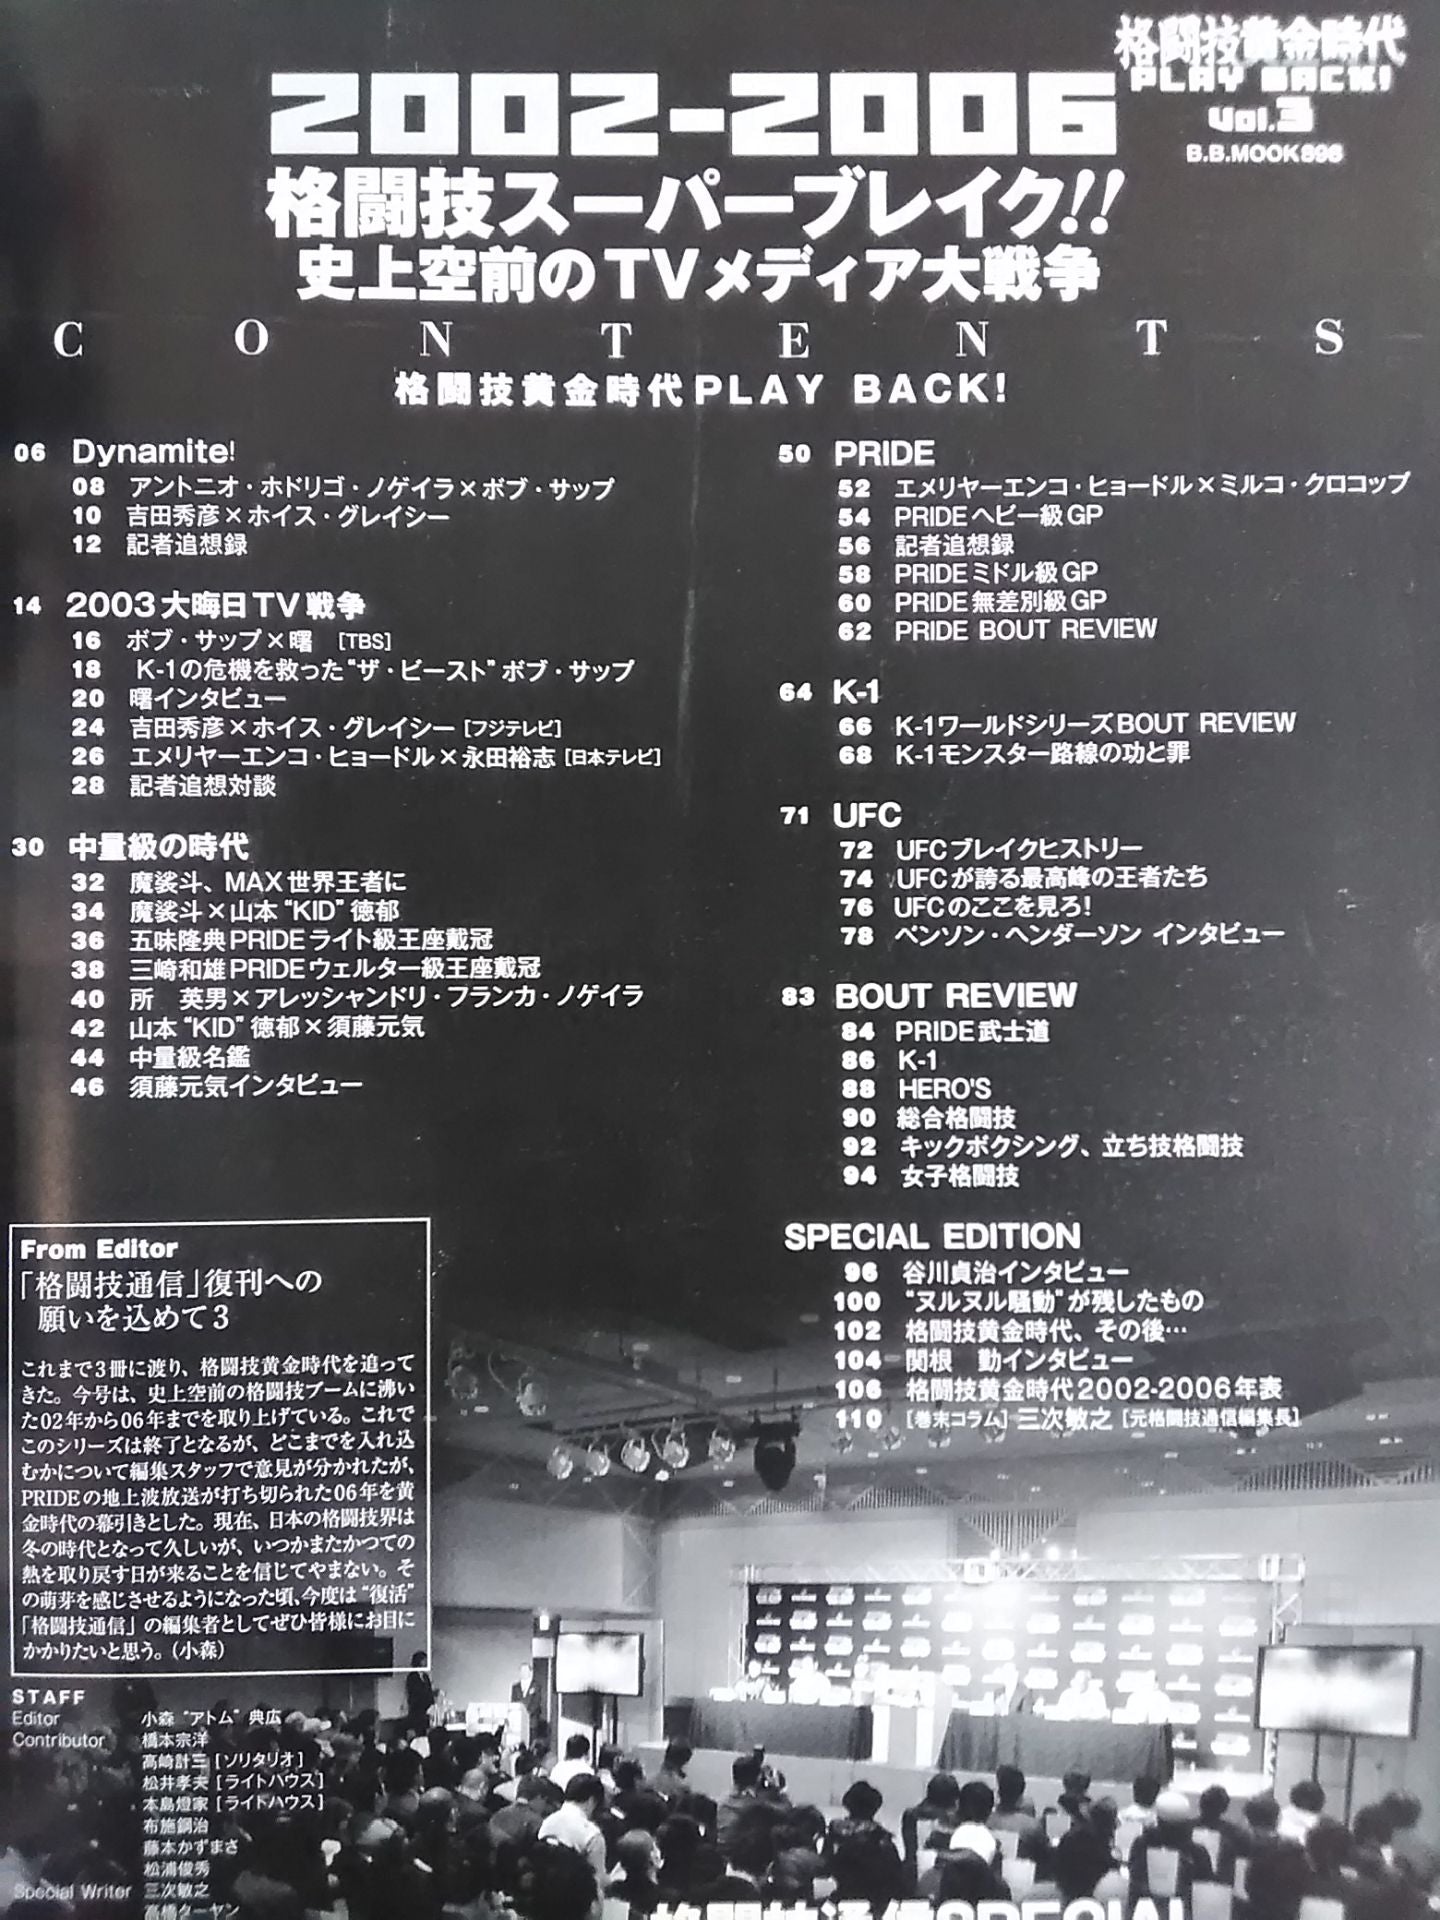 格闘技黄金時代
PLAY BACK!
Vol.3
B.B.MOOK896
2002-2006
格闘技スーパーブレイク!!
史上空前のTVメディア大戦争
CONTENTS
格闘技黄金時代PLAY BACK!
06 Dynamite!
08 アントニオ・ホドリゴ・ノゲイラ×ボブ・サップ
10 吉田秀彦×ホイス・グレイシー
12 記者追想録
14 2003大晦日TV戦争
16 ボブ・サップ×曙 [TBS]
18 K-1の危機を救った“ザ・ビースト”ボブ・サップ
20 曙インタビュー
24 吉田秀彦×ホイス・グレイシー[フジテレビ]
26 エメリヤーエンコ・ヒョードル×永田裕志[日本テレビ]
28 記者追想対談
30 中量級の時代
32 魔裟斗、MAX世界王者に
34 魔裟斗×山本“KID”徳郁
36 五味隆典PRIDEライト級王座戴冠
38 三崎和雄PRIDEウェルター級王座戴冠
40 所 英男×アレッシャンドリ・フランカ・ノゲイラ
42 山本“KID”徳郁×須藤元気
44 中量級名鑑
46 須藤元気インタビュー
50 PRIDE
52 エメリヤーエンコ・ヒョードル×ミルコ・クロコップ
54 PRIDEヘビー級GP
56 記者追想録
58 PRIDEミドル級GP
60 PRIDE無差別級GP
62 PRIDE BOUT REVIEW
64 K-1
66 K-1ワールドシリーズBOUT REVIEW
68 K-1モンスター路線の功と罪
71 UFC
72 UFCブレイクヒストリー
74 UFCが誇る最高峰の王者たち
76 UFCのここを見ろ!
78 ベンソン・ヘンダーソン インタビュー
83 BOUT REVIEW
84 PRIDE武士道
86 K-1
88 HERO'S
90 総合格闘技
92 キックボクシング、立ち技格闘技
94 女子格闘技
SPECIAL EDITION
96 谷川貞治インタビュー
100 “ヌルヌル騒動”が残したもの
102 格闘技黄金時代、その後…
104 関根 勤インタビュー
106 格闘技黄金時代2002-2006年表
110 [巻末コラム]三次敏之[元格闘技通信編集長]
From Editor
「格闘技通信」復刊への
願いを込めて3
これまで3冊に渡り、格闘技黄金時代を追って
きた。今号は、史上空前の格闘技ブームに沸い
た02年から06年までを取り上げている。これで
このシリーズは終了となるが、どこまでを入れ込
むかについて編集スタッフで意見が分かれたが、
PRIDEの地上波放送が打ち切られた06年を黄
金時代の幕引きとした。現在、日本の格闘技界は
冬の時代となって久しいが、いつかまたかつての
熱を取り戻す日が来ることを信じてやまない。そ
の萌芽を感じさせるようになった頃、今度は“復活”
「格闘技通信」の編集者としてぜひ皆様にお目に
かかりたいと思う。(小森)
STAFF
Editor 小森“アトム”典広
Contributor 橋本宗洋
高崎計三[ソリタリオ]
松井孝夫[ライトハウス]
本島燈家[ライトハウス]
布施鋼治
藤本かずまさ
松浦俊秀
Special Writer 三次敏之
高橋ターヤン
格闘技通信SPECIAL